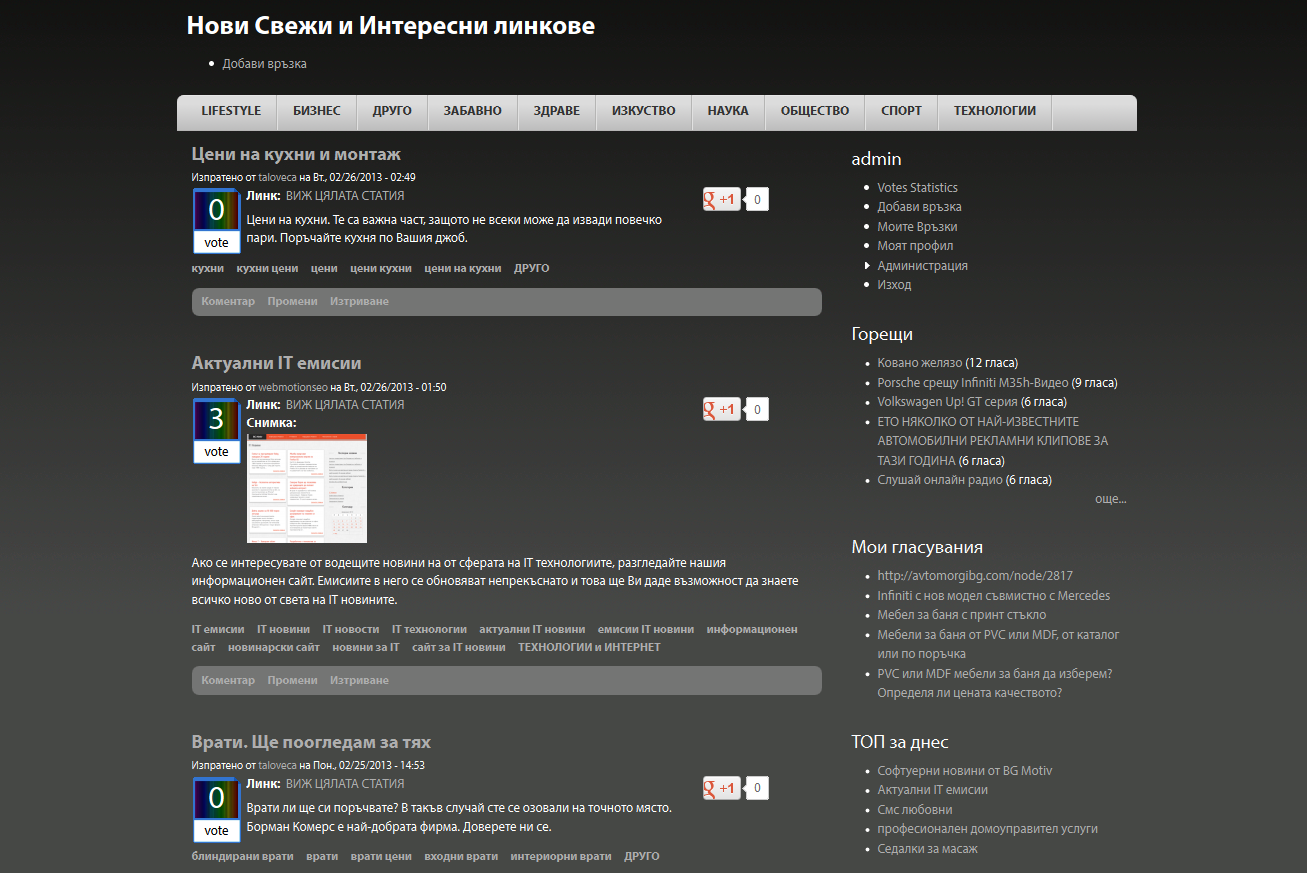 Нови Свежи и Интересни линкове
Добави връзка
LIFESTYLE БИЗНЕС ДРУГО ЗАБАВНО ЗДРАВЕ ИЗКУСТВО НАУКА ОБЩЕСТВО СПОРТ ТЕХНОЛОГИИ
Цени на кухни и монтаж
Изпратено от taloveca на Вт., 02/26/2013 - 02:49
0
vote
Линк: ВИЖ ЦЯЛАТА СТАТИЯ
g +1 0
Цени на кухни. Те са важна част, защото не всеки може да извади повечко
пари. Поръчайте кухня по Вашия джоб.
кухни кухни цени цени цени кухни цени на кухни ДРУГО
Коментар Промени Изтриване
Актуални IT емисии
Изпратено от webmotionseo на Вт., 02/26/2013 - 01:50
3
vote
Линк: ВИЖ ЦЯЛАТА СТАТИЯ
g +1 0
Снимка:
Ако се интересувате от водещите новини на от сферата на IT технологиите, разгледайте нашия
информационен сайт. Емисиите в него се обновяват непрекъснато и това ще Ви даде възможност да знаете
всичко ново от света на IT новините.
IT емисии IT новини IT новости IT технологии актуални IT новини емисии IT новини информационен
сайт новинарски сайт новини за IT сайт за IT новини ТЕХНОЛОГИИ и ИНТЕРНЕТ
Коментар Промени Изтриване
Врати. Ще поогледам за тях
Изпратено от taloveca на Пон., 02/25/2013 - 14:53
0
vote
Линк: ВИЖ ЦЯЛАТА СТАТИЯ
g +1 0
Врати ли ще си поръчвате? В такъв случай сте се озовали на точното място.
Борман Комерс е най-добрата фирма. Доверете ни се.
блиндирани врати врати врати цени входни врати интериорни врати ДРУГО
admin
Votes Statistics
Добави връзка
Моите Връзки
Моят профил
Администрация
Изход
Горещи
Ковано желязо (12 гласа)
Porsche срещу Infiniti M35h-Видео (9 гласа)
Volkswagen Up! GT серия (6 гласа)
ЕТО НЯКОЛКО ОТ НАЙ-ИЗВЕСТНИТЕ
АВТОМОБИЛНИ РЕКЛАМНИ КЛИПОВЕ ЗА
ТАЗИ ГОДИНА (6 гласа)
Слушай онлайн радио (6 гласа)
още...
Мои гласувания
http://avtomorgibg.com/node/2817
Infiniti с нов модел съвмистно с Mercedes
Мебел за баня с принт стъкло
Мебели за баня от PVC или MDF, от каталог
или по поръчка
PVC или MDF мебели за баня да изберем?
Определя ли цената качеството?
ТОП за днес
Софтуерни новини от BG Motiv
Актуални IT емисии
Смс любовни
професионален домоуправител услуги
Седалки за масаж